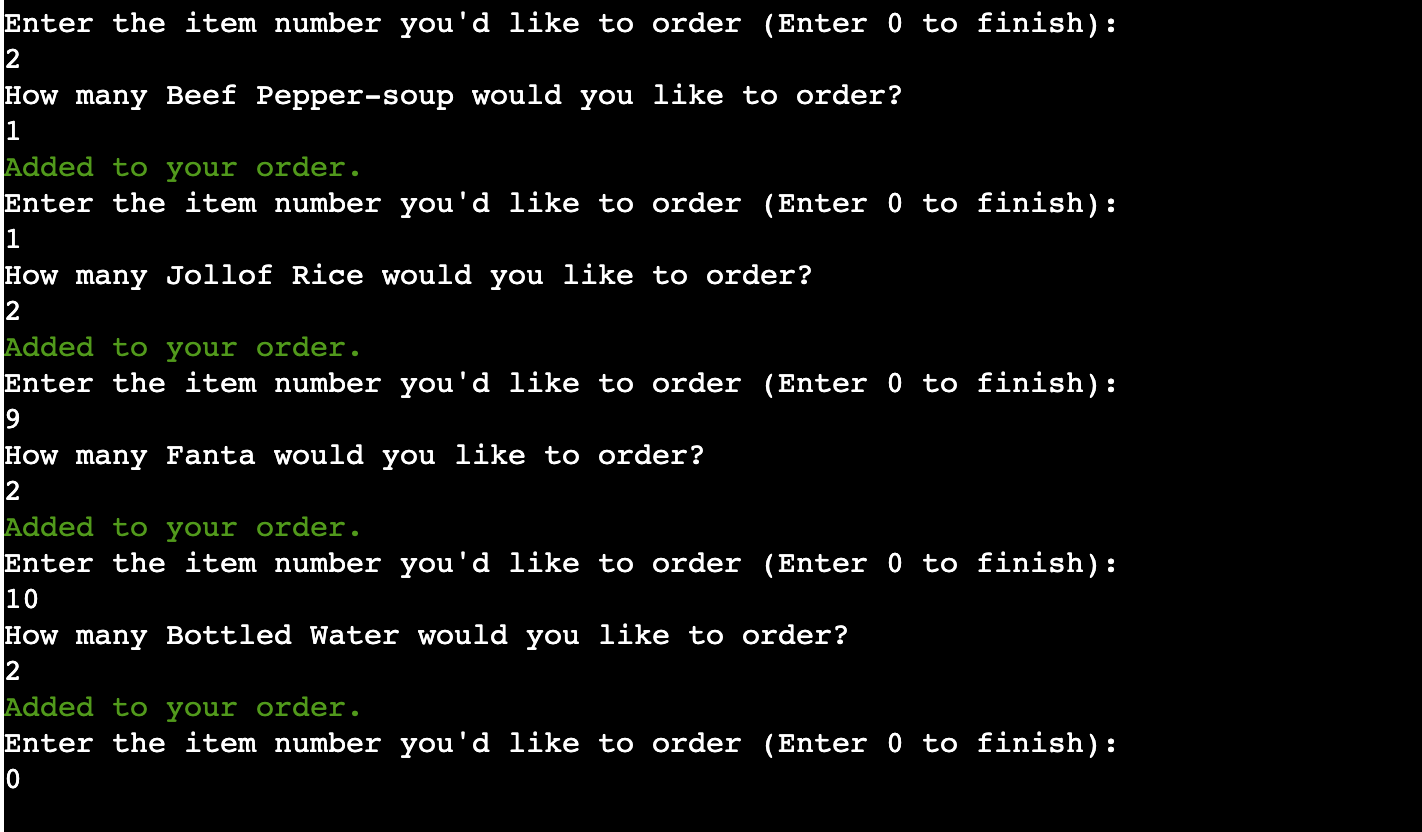 Enter the item number you'd like to order (Enter 0 to finish):
2
How many Beef Pepper-soup would you like to order?
1
Added to your order.
Enter the item number you'd like to order (Enter 0 to finish):
1
How many Jollof Rice would you like to order?
2
Added to your order.
Enter the item number you'd like to order (Enter 0 to finish):
9
How many Fanta would you like to order?
2
Added to your order.
Enter the item number you'd like to order (Enter 0 to finish):
10
How many Bottled Water would you like to order?
2
Added to your order.
Enter the item number you'd like to order (Enter 0 to finish):
0